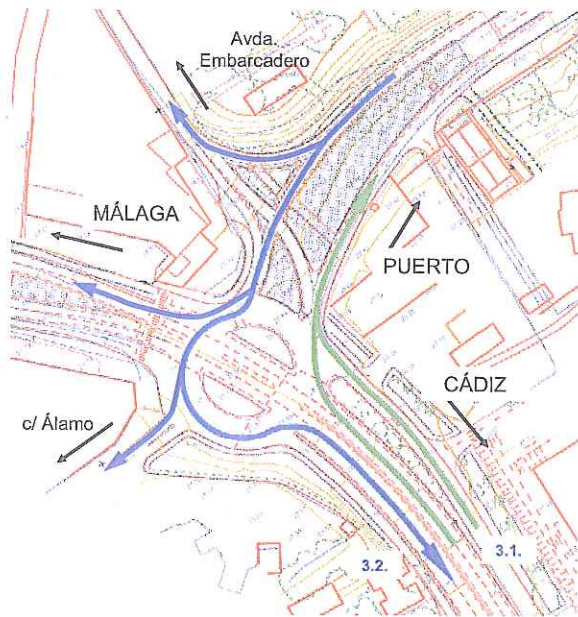 Avda.
Embarcadero
MÁLAGA
PUERTO
CÁDIZ
c/ Álamo
3.2.
3.1.